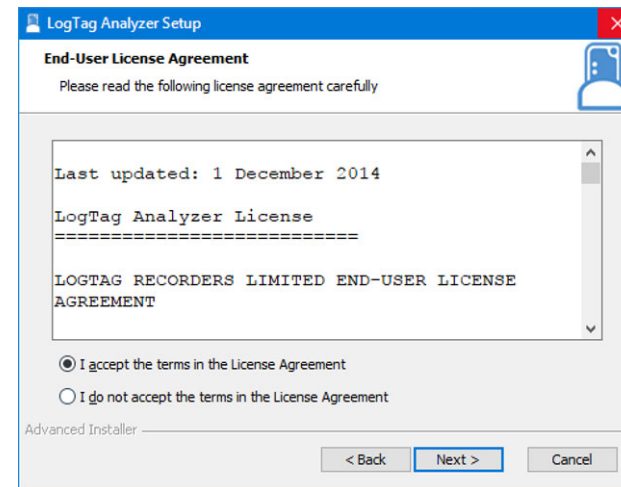 LogTag Analyzer Setup
End-User License Agreement
Please read the following license agreement carefully
Last updated: 1 December 2014
LogTag Analyzer License
===========================
LOGTAG RECORDERS LIMITED END-USER LICENSE
AGREEMENT
I accept the terms in the License Agreement
I do not accept the terms in the License Agreement
Advanced Installer
< Back Next > Cancel